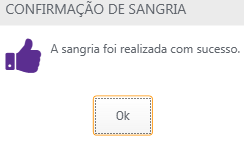 CONFIRMAÇÃO DE SANGRIA
A sangria foi realizada com sucesso.
Ok